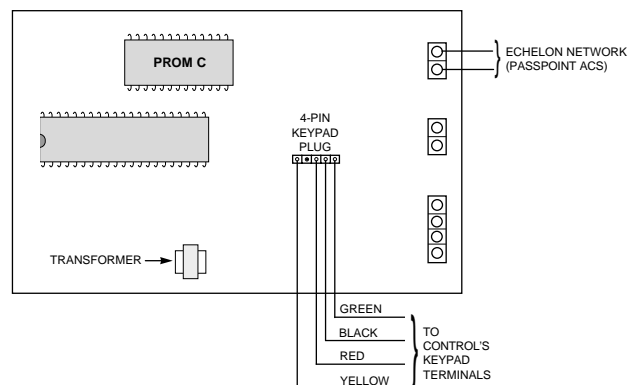 PROM C
ECHELON NETWORK
(PASSPOINT ACS)
4-PIN
KEYPAD
PLUG
TRANSFORMER
GREEN
BLACK
RED
YELLOW
TO
CONTROL'S
KEYPAD
TERMINALS